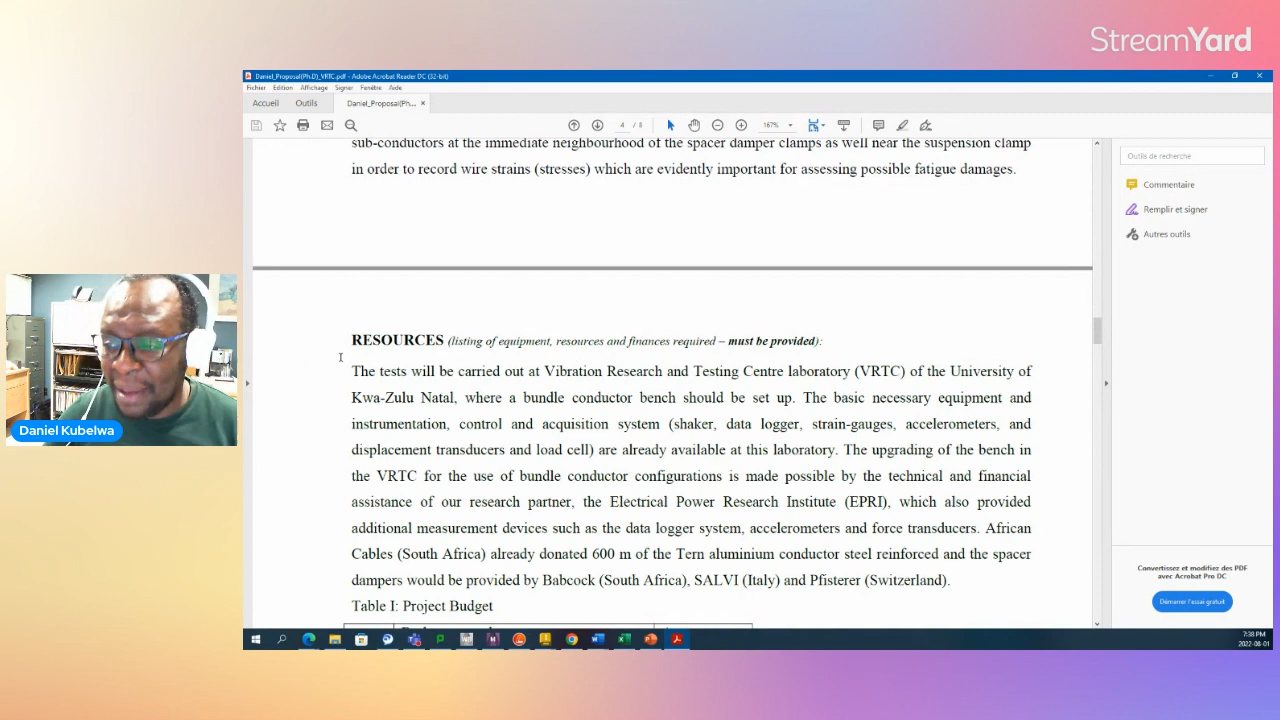 StreamYard
Daniel_Proposal(Ph.D)_VRTC.pdf - Adobe Acrobat Reader DC (32-bit)
Fichier Edition Affichage Signer Fenêtre Aide
Accueil Outils Daniel_Proposal(Ph... ×
4 / 8 167%
sub-conductors at the immediate neighbourhood of the spacer damper clamps as well near the suspension clamp
in order to record wire strains (stresses) which are evidently important for assessing possible fatigue damages.
RESOURCES (listing of equipment, resources and finances required – must be provided):
The tests will be carried out at Vibration Research and Testing Centre laboratory (VRTC) of the University of
Kwa-Zulu Natal, where a bundle conductor bench should be set up. The basic necessary equipment and
instrumentation, control and acquisition system (shaker, data logger, strain-gauges, accelerometers, and
displacement transducers and load cell) are already available at this laboratory. The upgrading of the bench in
the VRTC for the use of bundle conductor configurations is made possible by the technical and financial
assistance of our research partner, the Electrical Power Research Institute (EPRI), which also provided
additional measurement devices such as the data logger system, accelerometers and force transducers. African
Cables (South Africa) already donated 600 m of the Tern aluminium conductor steel reinforced and the spacer
dampers would be provided by Babcock (South Africa), SALVI (Italy) and Pfisterer (Switzerland).
Table I: Project Budget
Outils de recherche
Commentaire
Remplir et signer
Autres outils
Convertissez et modifiez des PDF
avec Acrobat Pro DC
Démarrer l'essai gratuit
Daniel Kubelwa
7:38 PM
2022-08-01